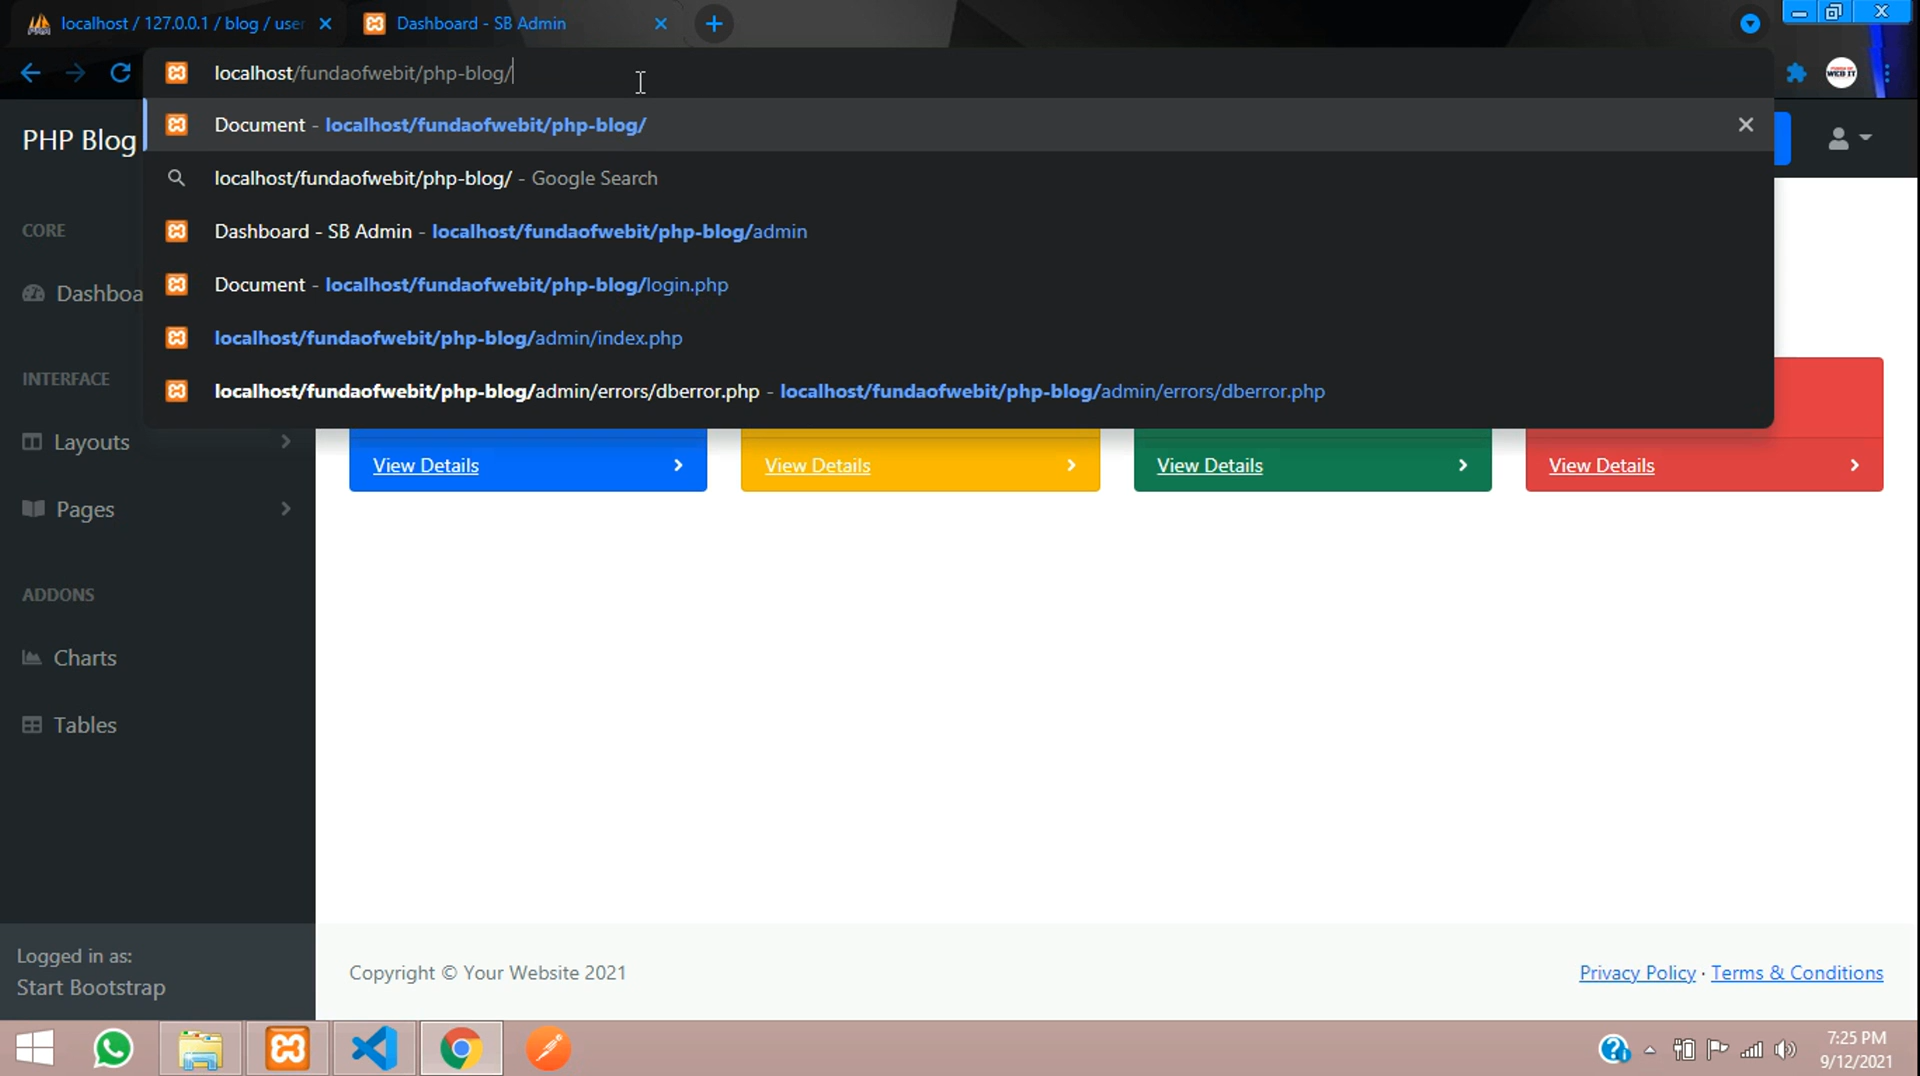 localhost / 127.0.0.1 / blog / user
Dashboard - SB Admin
localhost/fundaofwebit/php-blog/
Document - localhost/fundaofwebit/php-blog/
localhost/fundaofwebit/php-blog/ - Google Search
Dashboard - SB Admin - localhost/fundaofwebit/php-blog/admin
Document - localhost/fundaofwebit/php-blog/login.php
localhost/fundaofwebit/php-blog/admin/index.php
localhost/fundaofwebit/php-blog/admin/errors/dberror.php - localhost/fundaofwebit/php-blog/admin/errors/dberror.php
WEB IT
PHP Blog
CORE
Dashboa
INTERFACE
Layouts
Pages
ADDONS
Charts
Tables
Logged in as:
Start Bootstrap
View Details
View Details
View Details
View Details
Copyright © Your Website 2021
Privacy Policy · Terms & Conditions
7:25 PM
9/12/2021